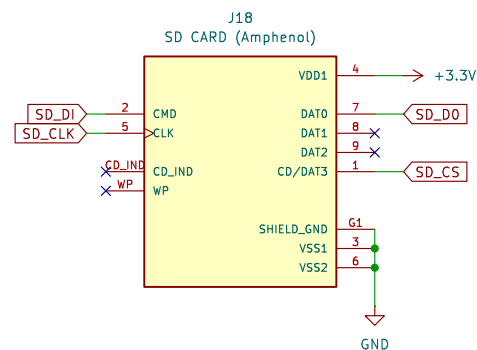 J18
SD CARD (Amphenol)
VDD1 4 +3.3V
SD_DI 2 CMD DAT0 7 SD_DO
SD_CLK 5 CLK DAT1 8
DAT2 9
CD_IND CD_IND CD/DAT3 1 SD_CS
WP WP
SHIELD_GND G1
VSS1 3
VSS2 6
GND